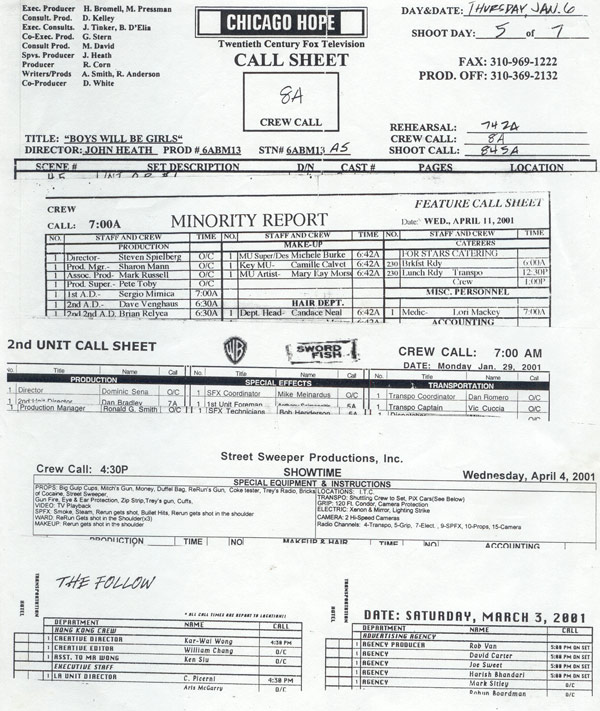 Exec. Producer H. Bromell, M. Pressman
Consult. Prod. D. Kelley
Exec. Consults. J. Tinker, B. D'Elia
Co-Exec. Prod. G. Stern
Consult Prod. M. David
Spvs. Producer J. Heath
Producer R. Corn
Writers/Prods A. Smith, R. Anderson
Co-Producer D. White
CHICAGO HOPE
Twentieth Century Fox Television
CALL SHEET
8A
CREW CALL
DAY&DATE: THURSDAY, JAN. 6
SHOOT DAY: 5 of 7
FAX: 310-969-1222
PROD. OFF: 310-369-2132
REHEARSAL: 742A
CREW CALL: 8A
SHOOT CALL: 845A
TITLE: "BOYS WILL BE GIRLS"
DIRECTOR: JOHN HEATH PROD # 6ABM13 STN# 6ABM13 A5
SCENE # SET DESCRIPTION D/N CAST # PAGES LOCATION
CREW
CALL: 7:00A
MINORITY REPORT
FEATURE CALL SHEET
Date: WED., APRIL 11, 2001
NO. STAFF AND CREW TIME NO. STAFF AND CREW TIME NO. STAFF AND CREW TIME
PRODUCTION MAKE-UP CATERERS
1 Director- Steven Spielberg O/C 1 MU Super/Des Michele Burke 6:42A FOR STARS CATERING
1 Prod. Mgr.- Sharon Mann O/C 1 Key MU- Camille Calvet 6:42A 230 Brkfst Rdy 6:00A
1 Assoc. Prod- Mark Russell O/C 1 MU Artist- Mary Kay Morse 6:42A 230 Lunch Rdy Transpo 12:30P
1 Prod. Super.- Pete Toby O/C Crew 1:00P
1 1st A.D.- Sergio Mimica 7:00A MISC. PERSONNEL
1 2nd A.D.- Dave Venghaus 6:30A HAIR DEPT.
1 2nd 2nd A.D. Brian Relyea 6:30A 1 Dept. Head- Candace Neal 6:42A 1 Medic- Lori Mackey 7:00A
ACCOUNTING
2nd UNIT CALL SHEET
WB
SWORD FISH
CREW CALL: 7:00 AM
DATE: Monday Jan. 29, 2001
No. Title Name Call No. Title Name Call No. Title Name Call
PRODUCTION SPECIAL EFFECTS TRANSPORTATION
1 Director Dominic Sena O/C 1 SFX Coordinator Mike Meinardus O/C 1 Transpo Coordinator Dan Romero O/C
1 2nd Unit Director Dan Bradley 7A 1 1st Unit Foreman 1 Transpo Captain Vic Cuccia O/C
1 Production Manager Ronald G. Smith O/C 1 SFX Technicians Bob Henderson
Street Sweeper Productions, Inc.
Crew Call: 4:30P
SHOWTIME
Wednesday, April 4, 2001
SPECIAL EQUIPMENT & INSTRUCTIONS
PROPS: Big Gulp Cups, Mitch's Gun, Money, Duffel Bag, ReRun's Gun, Coke tester, Trey's Radio, Bricks
of Cocaine, Street Sweeper,
Gun Fire, Eye & Ear Protection, Zip Strip, Trey's gun, Cuffs,
VIDEO: TV Playback
SPFX: Smoke, Steam, Rerun gets shot, Bullet Hits, Rerun gets shot in the shoulder
WARD: ReRun Gets shot in the Shoulder(x3)
MAKEUP: Rerun gets shot in the shoulder
LOCATIONS: I.T.C.
TRANSPO: Shuttling Crew to Set, PIX Cars(See Below)
GRIP: 120 Ft. Condor, Camera Protection
ELECTRIC: Xenon & Mirror, Lighting Strike
CAMERA: 2 Hi-Speed Cameras
Radio Channels: 4-Transpo, 5-Grip, 7-Elect. , 9-SPFX, 10-Props, 15-Camera
PRODUCTION TIME NO MAKEUP & HAIR TIME NO ACCOUNTING
THE FOLLOW
HOTEL
TRANSPORTATION
* ALL CALL TIMES ARE REPORT TO LOCATION!!
DEPARTMENT NAME CALL
HONG KONG CREW
1 CREATIVE DIRECTOR Kar-Wai Wong 4:30 PM
1 CREATIVE EDITOR William Chang O/C
1 ASST. TO MR WONG Ken Siu O/C
EXECUTIVE STAFF
1 LA UNIT DIRECTOR C. Picerni 4:30 PM
Aris McGarry O/C
HOTEL
TRANSPORTATION
DATE: SATURDAY, MARCH 3, 2001
DEPARTMENT NAME CALL
ADVERTISING AGENCY
1 AGENCY PRODUCER Rob Van 5:00 PM ON SET
1 AGENCY David Carter 5:00 PM ON SET
1 AGENCY Joe Sweet 5:00 PM ON SET
1 AGENCY Harish Bhandari 5:00 PM ON SET
1 AGENCY Mark Sitley O/C
1 AGENCY Robyn Boardman O/C